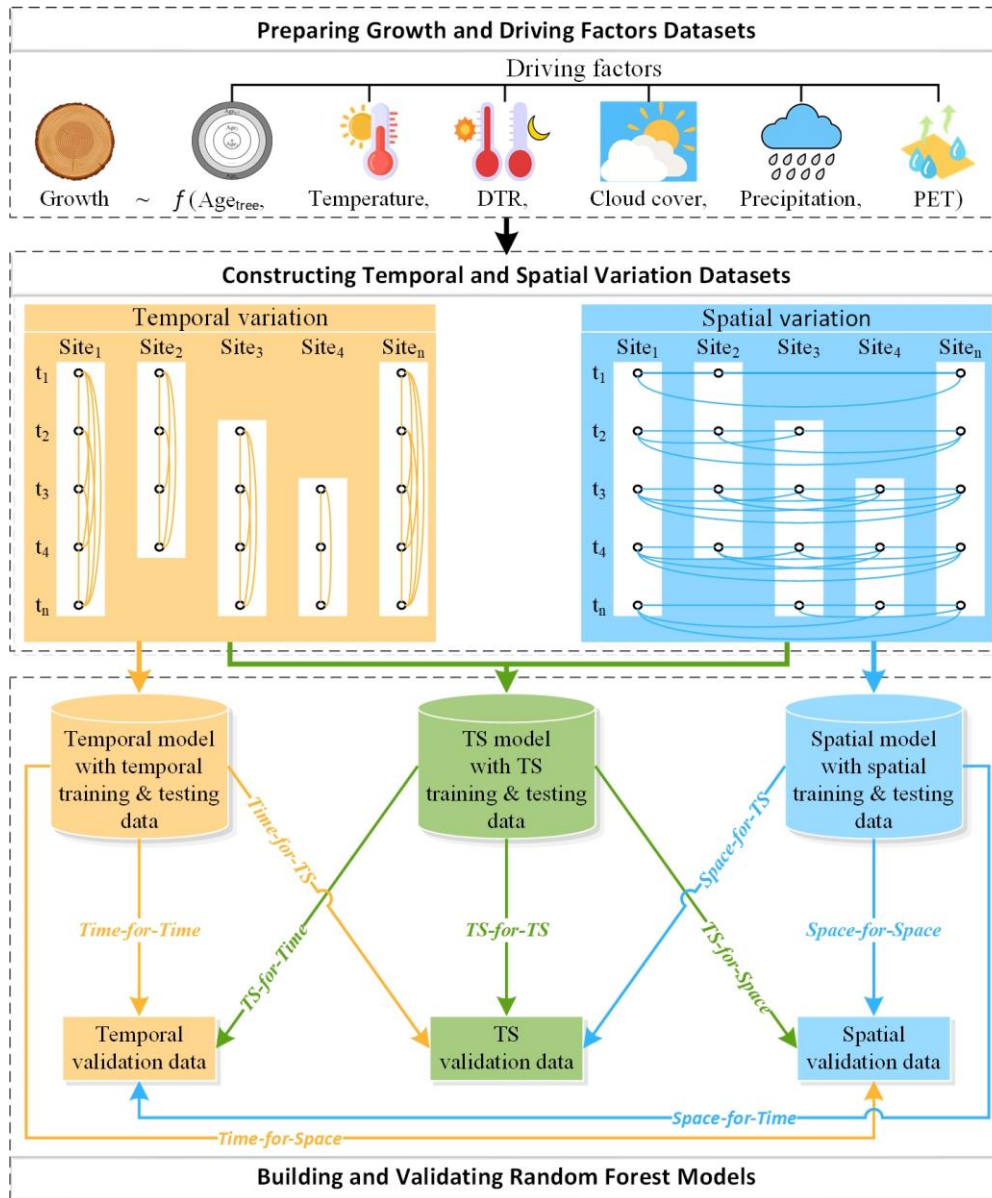 Preparing Growth and Driving Factors Datasets
Driving factors
Growth ~ f (Age_tree, Temperature, DTR, Cloud cover, Precipitation, PET)
Constructing Temporal and Spatial Variation Datasets
Temporal variation
Site₁ Site₂ Site₃ Site₄ Siteₙ
t₁
t₂
t₃
t₄
tₙ
Spatial variation
Site₁ Site₂ Site₃ Site₄ Siteₙ
t₁
t₂
t₃
t₄
tₙ
Temporal model
with temporal
training & testing
data
TS model
with TS
training & testing
data
Spatial model
with spatial
training & testing
data
Time-for-TS
Space-for-TS
Time-for-Time
TS-for-Time
TS-for-TS
TS-for-Space
Space-for-Space
Temporal
validation data
TS
validation data
Spatial
validation data
Space-for-Time
Time-for-Space
Building and Validating Random Forest Models